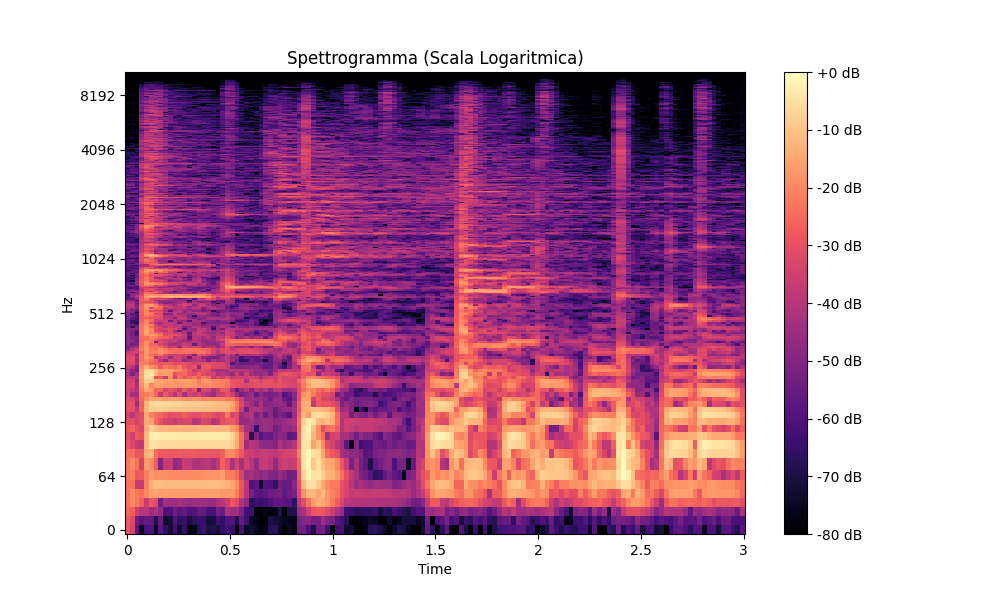 Spettrogramma (Scala Logaritmica)
Hz
8192
4096
2048
1024
512
256
128
64
0
0 0.5 1 1.5 2 2.5 3
Time
+0 dB
-10 dB
-20 dB
-30 dB
-40 dB
-50 dB
-60 dB
-70 dB
-80 dB